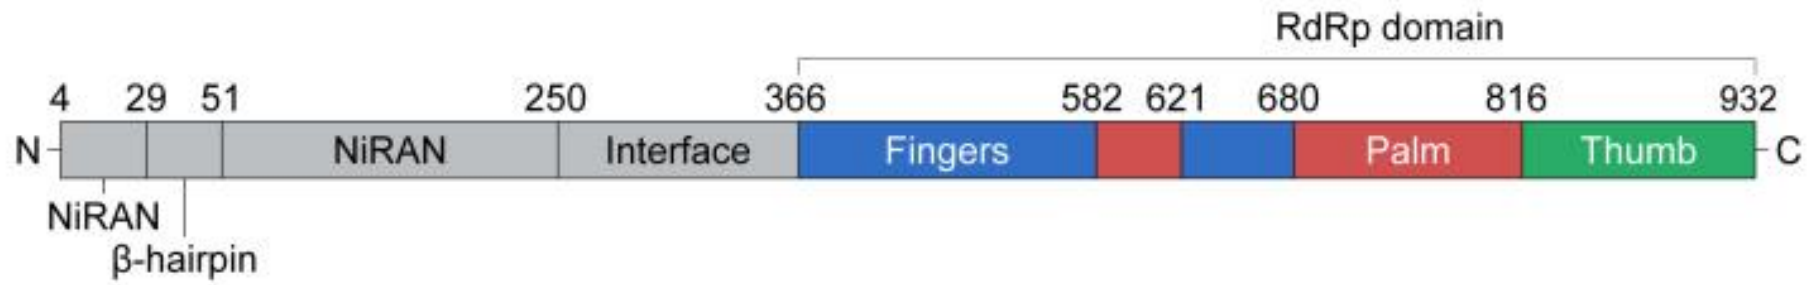 RdRp domain
4 29 51 250 366 582 621 680 816 932
N NiRAN Interface Fingers Palm Thumb C
NiRAN
β-hairpin